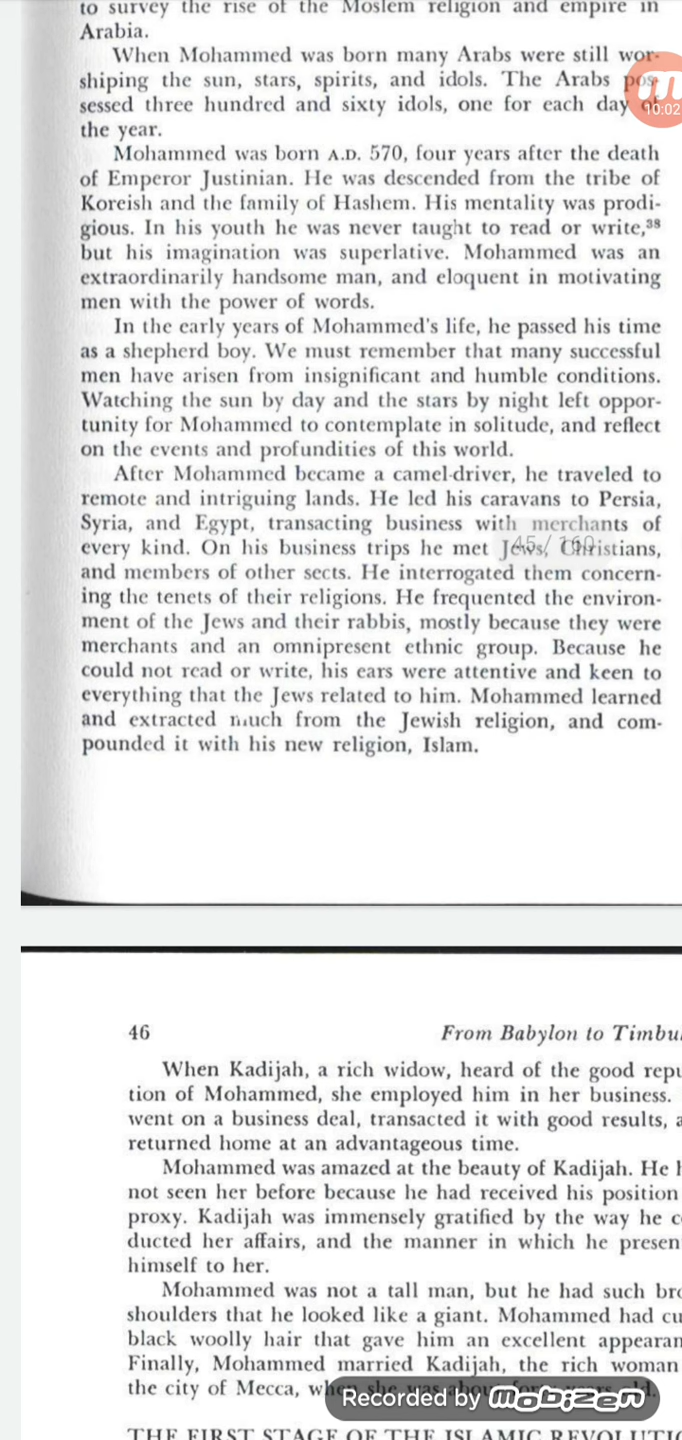 to survey the rise of the Moslem religion and empire in
Arabia.
When Mohammed was born many Arabs were still wor-
shiping the sun, stars, spirits, and idols. The Arabs pos-
sessed three hundred and sixty idols, one for each day of
the year.
10:02
Mohammed was born A.D. 570, four years after the death
of Emperor Justinian. He was descended from the tribe of
Koreish and the family of Hashem. His mentality was prodi-
gious. In his youth he was never taught to read or write,³⁸
but his imagination was superlative. Mohammed was an
extraordinarily handsome man, and eloquent in motivating
men with the power of words.
In the early years of Mohammed's life, he passed his time
as a shepherd boy. We must remember that many successful
men have arisen from insignificant and humble conditions.
Watching the sun by day and the stars by night left oppor-
tunity for Mohammed to contemplate in solitude, and reflect
on the events and profundities of this world.
After Mohammed became a camel-driver, he traveled to
remote and intriguing lands. He led his caravans to Persia,
Syria, and Egypt, transacting business with merchants of
every kind. On his business trips he met Jews, Christians,
45 / 160
and members of other sects. He interrogated them concern-
ing the tenets of their religions. He frequented the environ-
ment of the Jews and their rabbis, mostly because they were
merchants and an omnipresent ethnic group. Because he
could not read or write, his ears were attentive and keen to
everything that the Jews related to him. Mohammed learned
and extracted much from the Jewish religion, and com-
pounded it with his new religion, Islam.
46 From Babylon to Timbu
When Kadijah, a rich widow, heard of the good repu
tion of Mohammed, she employed him in her business.
went on a business deal, transacted it with good results, a
returned home at an advantageous time.
Mohammed was amazed at the beauty of Kadijah. He h
not seen her before because he had received his position
proxy. Kadijah was immensely gratified by the way he c
ducted her affairs, and the manner in which he presen
himself to her.
Mohammed was not a tall man, but he had such bro
shoulders that he looked like a giant. Mohammed had cu
black woolly hair that gave him an excellent appearan
Finally, Mohammed married Kadijah, the rich woman
the city of Mecca, when she was about forty years old.
Recorded by mobizen
THE FIRST STAGE OF THE ISLAMIC REVOLUTIO